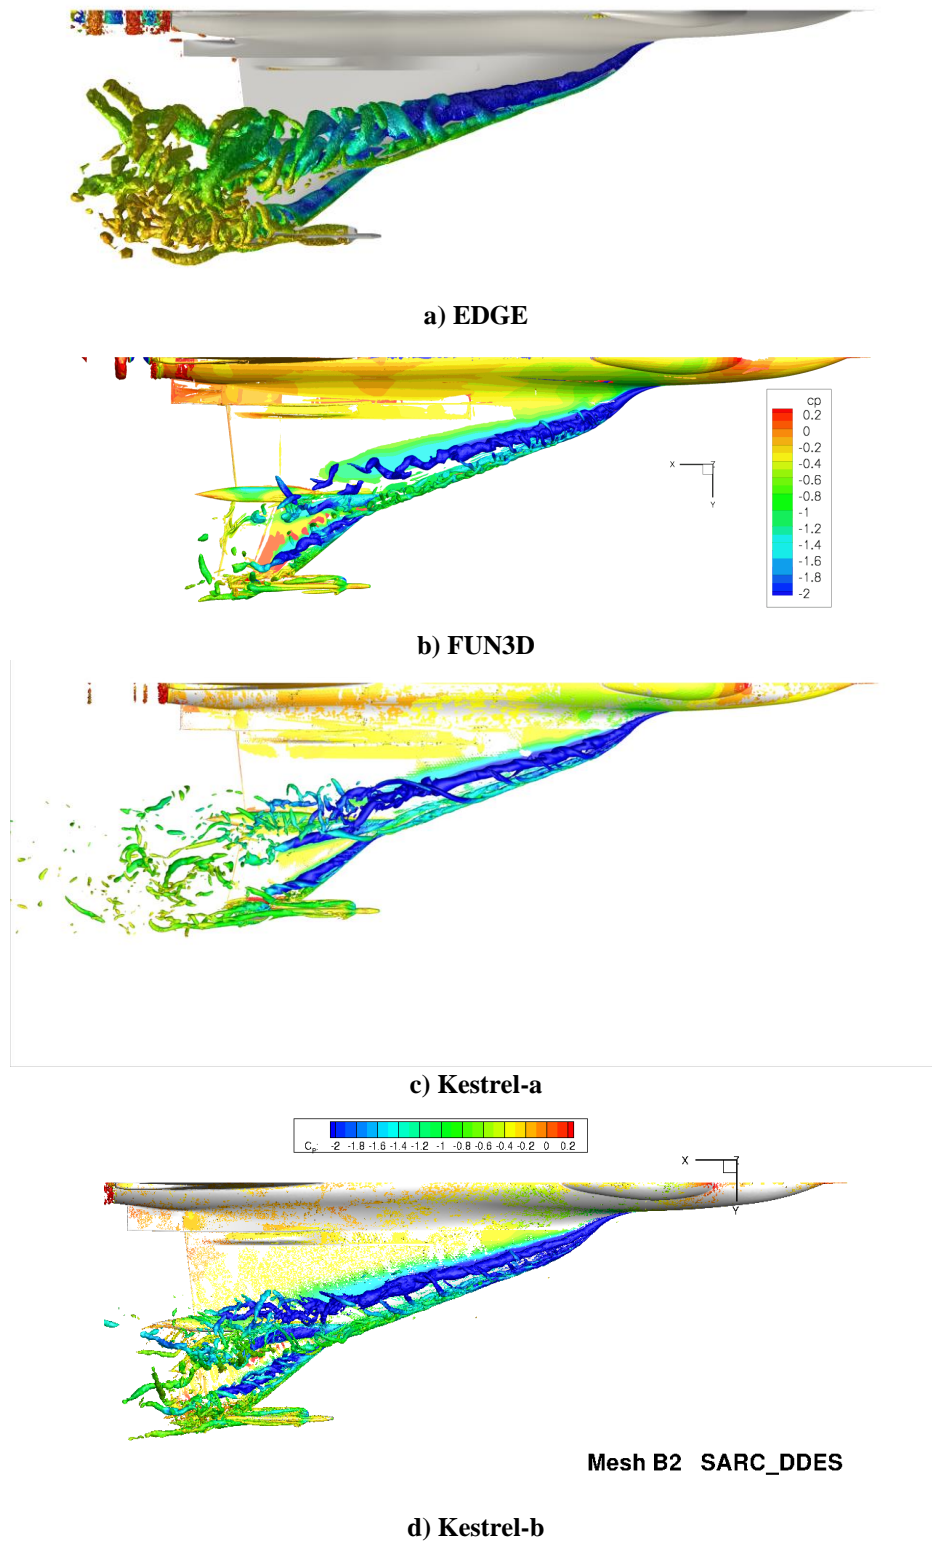 a) EDGE
cp
0.2
0
-0.2
-0.4
-0.6
-0.8
-1
-1.2
-1.4
-1.6
-1.8
-2
X Z
Y
b) FUN3D
c) Kestrel-a
CP: -2 -1.8 -1.6 -1.4 -1.2 -1 -0.8 -0.6 -0.4 -0.2 0 0.2
X Z
Y
Mesh B2 SARC_DDES
d) Kestrel-b